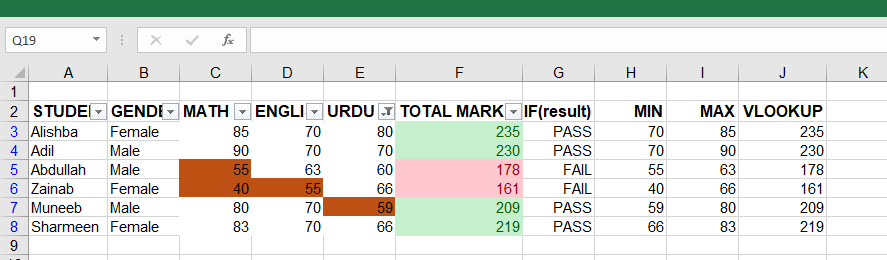 Q19 fx
A B C D E F G H I J K
1
2 STUDE GENDE MATH ENGLI URDU TOTAL MARK IF(result) MIN MAX VLOOKUP
3 Alishba Female 85 70 80 235 PASS 70 85 235
4 Adil Male 90 70 70 230 PASS 70 90 230
5 Abdullah Male 55 63 60 178 FAIL 55 63 178
6 Zainab Female 40 55 66 161 FAIL 40 66 161
7 Muneeb Male 80 70 59 209 PASS 59 80 209
8 Sharmeen Female 83 70 66 219 PASS 66 83 219
9